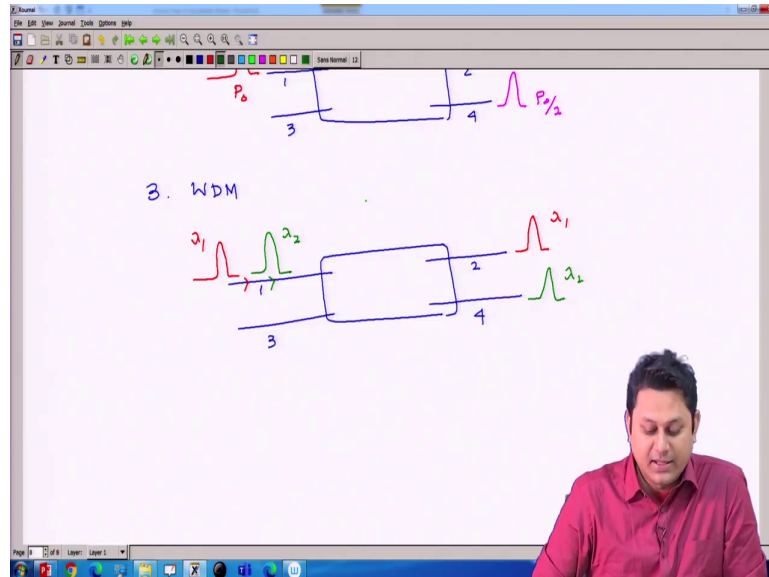 Xournal
File Edit View Journal Tools Options Help
Sans Normal 12
P₀ 1 2
3 4 P₀/2
3. WDM
λ₁ λ₂ λ₁
1 2
λ₂
3 4
Page 8 of 8 Layer: Layer 1